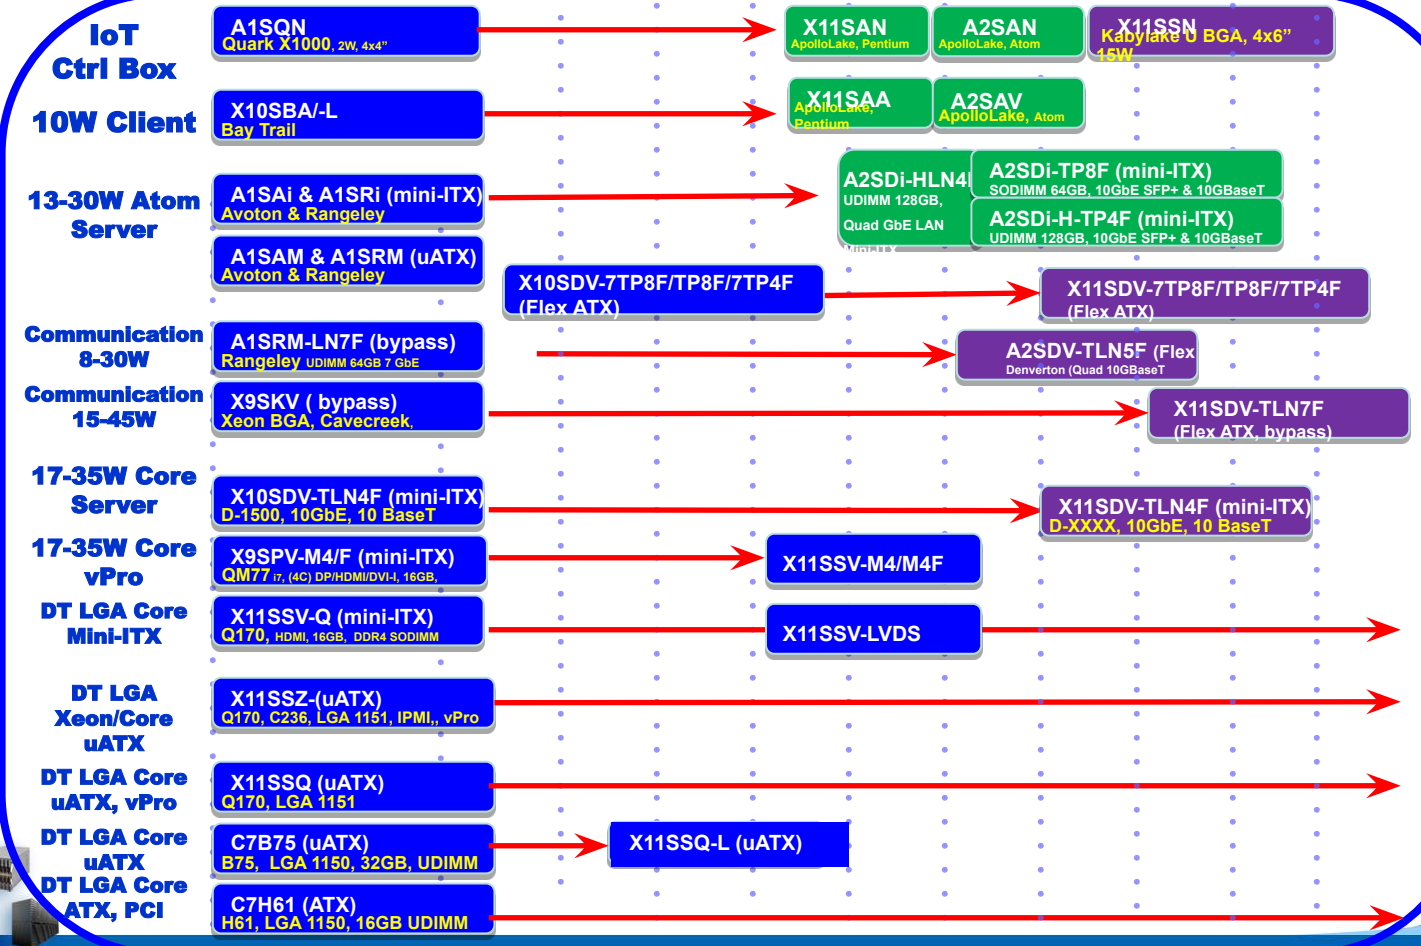 IoT
Ctrl Box
A1SQN
Quark X1000, 2W, 4x4”
X11SAN
ApolloLake, Pentium
A2SAN
ApolloLake, Atom
X11SSN
Kabylake U BGA, 4x6”
15W
10W Client
X10SBA/-L
Bay Trail
X11SAA
ApolloLake,
Pentium
A2SAV
ApolloLake, Atom
13-30W Atom
Server
A1SAi & A1SRi (mini-ITX)
Avoton & Rangeley
A2SDi-HLN4
UDIMM 128GB,
Quad GbE LAN
Mini-ITX
A2SDi-TP8F (mini-ITX)
SODIMM 64GB, 10GbE SFP+ & 10GBaseT
A2SDi-H-TP4F (mini-ITX)
UDIMM 128GB, 10GbE SFP+ & 10GBaseT
A1SAM & A1SRM (uATX)
Avoton & Rangeley
X10SDV-7TP8F/TP8F/7TP4F
(Flex ATX)
X11SDV-7TP8F/TP8F/7TP4F
(Flex ATX)
Communication
8-30W
A1SRM-LN7F (bypass)
Rangeley UDIMM 64GB 7 GbE
A2SDV-TLN5F (Flex
Denverton (Quad 10GBaseT
Communication
15-45W
X9SKV ( bypass)
Xeon BGA, Cavecreek,
X11SDV-TLN7F
(Flex ATX, bypass)
17-35W Core
Server
X10SDV-TLN4F (mini-ITX)
D-1500, 10GbE, 10 BaseT
X11SDV-TLN4F (mini-ITX)
D-XXXX, 10GbE, 10 BaseT
17-35W Core
vPro
X9SPV-M4/F (mini-ITX)
QM77 i7, (4C) DP/HDMI/DVI-I, 16GB,
X11SSV-M4/M4F
DT LGA Core
Mini-ITX
X11SSV-Q (mini-ITX)
Q170, HDMI, 16GB, DDR4 SODIMM
X11SSV-LVDS
DT LGA
Xeon/Core
uATX
X11SSZ-(uATX)
Q170, C236, LGA 1151, IPMI,, vPro
DT LGA Core
uATX, vPro
X11SSQ (uATX)
Q170, LGA 1151
DT LGA Core
uATX
C7B75 (uATX)
B75, LGA 1150, 32GB, UDIMM
X11SSQ-L (uATX)
DT LGA Core
ATX, PCI
C7H61 (ATX)
H61, LGA 1150, 16GB UDIMM